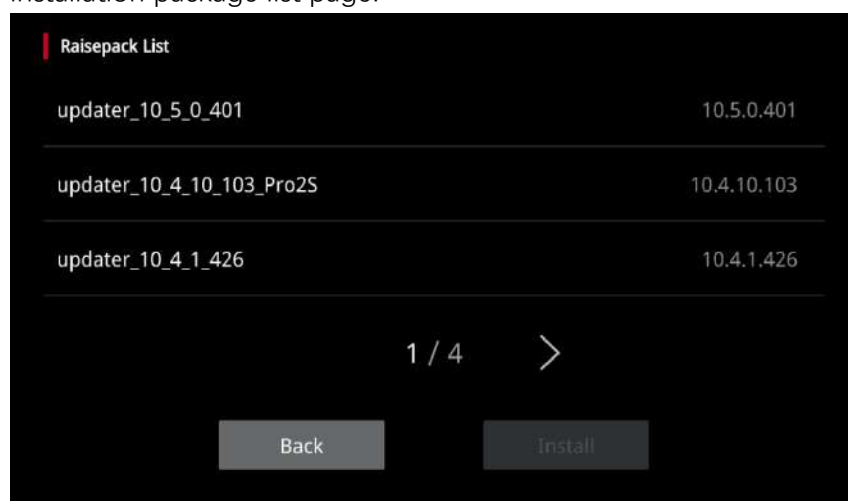 installation package list page.
Raisepack List
updater_10_5_0_401 10.5.0.401
updater_10_4_10_103_Pro2S 10.4.10.103
updater_10_4_1_426 10.4.1.426
1 / 4
Back Install